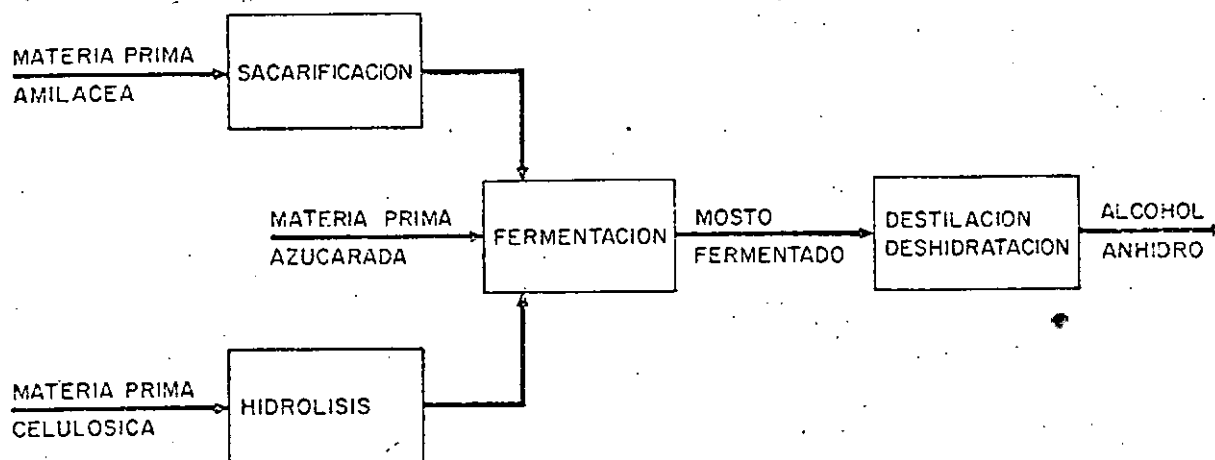 MATERIA PRIMA
AMILACEA
SACARIFICACION
MATERIA PRIMA
AZUCARADA
FERMENTACION
MOSTO
FERMENTADO
DESTILACION
DESHIDRATACION
ALCOHOL
ANHIDRO
MATERIA PRIMA
CELULOSICA
HIDROLISIS